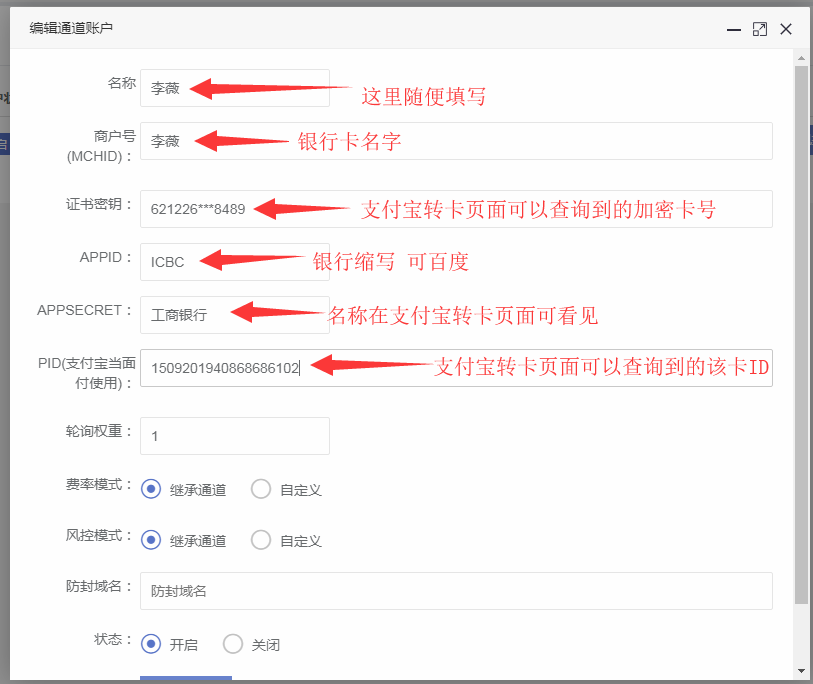 编辑通道账户
名称 李薇 这里随便填写
商户号(MCHID)： 李薇 银行卡名字
证书密钥： 621226***8489 支付宝转卡页面可以查询到的加密卡号
APPID： ICBC 银行缩写 可百度
APPSECRET： 工商银行 名称在支付宝转卡页面可看见
PID(支付宝当面付使用)： 1509201940868686102 支付宝转卡页面可以查询到的该卡ID
轮询权重： 1
费率模式： 继承通道 自定义
风控模式： 继承通道 自定义
防封域名： 防封域名
状态： 开启 关闭